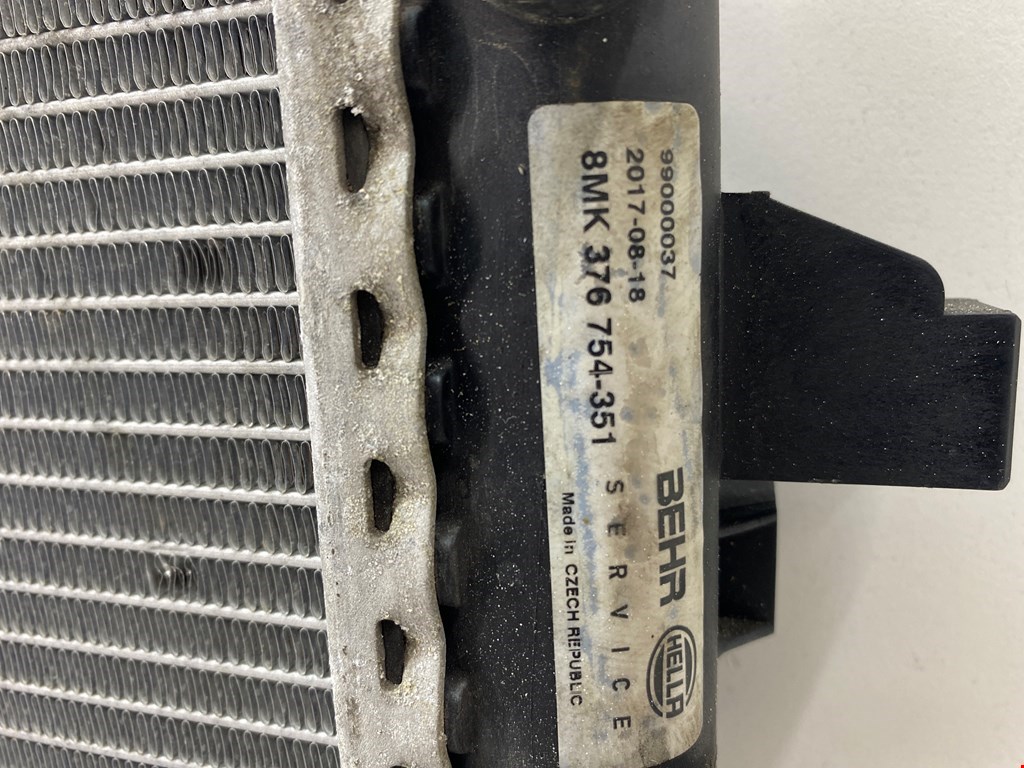 99000037
2017-08-18
8MK 376 754-351
BEHR HELLA
SERVICE
Made in CZECH REPUBLIC